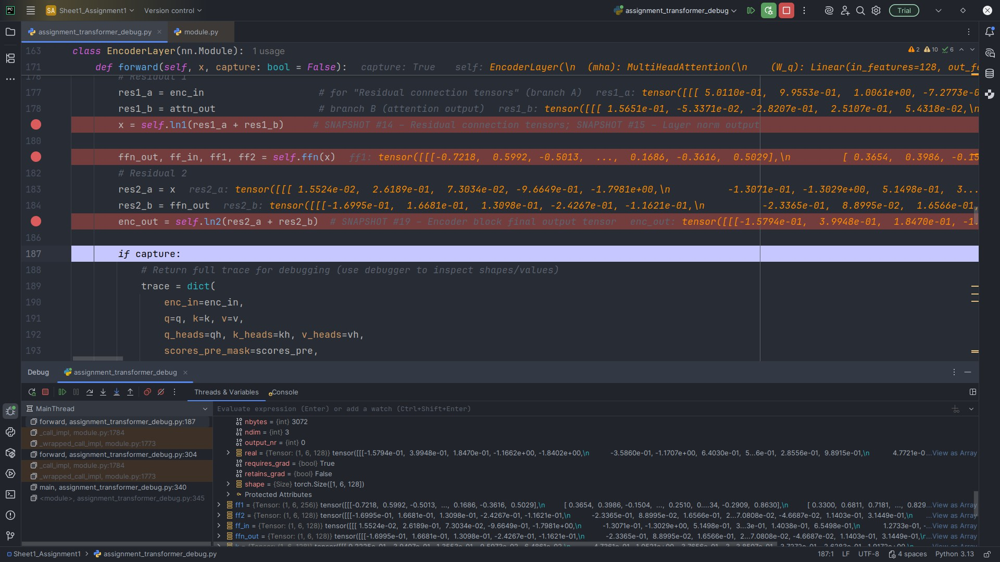 PC SA Sheet1_Assignment1 Version control assignment_transformer_debug Trial
assignment_transformer_debug.py module.py
163 class EncoderLayer(nn.Module): 1 usage 2 10 6
171 def forward(self, x, capture: bool = False): capture: True self: EncoderLayer(\n (mha): MultiHeadAttention(\n (W_q): Linear(in_features=128, out_fe
176 # Residual 1
177 res1_a = enc_in # for "Residual connection tensors" (branch A) res1_a: tensor([[[ 5.0110e-01, 9.9553e-01, 1.0061e+00, -7.2773e-0
178 res1_b = attn_out # branch B (attention output) res1_b: tensor([[[ 1.5651e-01, -5.3371e-02, -2.8207e-01, 2.5107e-01, 5.4318e-02,\n
x = self.ln1(res1_a + res1_b) # SNAPSHOT #14 – Residual connection tensors; SNAPSHOT #15 – Layer norm output
180
ffn_out, ff_in, ff1, ff2 = self.ffn(x) ff1: tensor([[[-0.7218, 0.5992, -0.5013, ..., 0.1686, -0.3616, 0.5029],\n [ 0.3654, 0.3986, -0.15
182 # Residual 2
183 res2_a = x res2_a: tensor([[[ 1.5524e-02, 2.6189e-01, 7.3034e-02, -9.6649e-01, -1.7981e+00,\n -1.3071e-01, -1.3029e+00, 5.1498e-01, 3...
184 res2_b = ffn_out res2_b: tensor([[[-1.6995e-01, 1.6681e-01, 1.3098e-01, -2.4267e-01, -1.1621e-01,\n -2.3365e-01, 8.8995e-02, 1.6566e-01,
enc_out = self.ln2(res2_a + res2_b) # SNAPSHOT #19 – Encoder block final output tensor enc_out: tensor([[[-1.5794e-01, 3.9948e-01, 1.8470e-01, -1.
186
187 if capture:
188 # Return full trace for debugging (use debugger to inspect shapes/values)
189 trace = dict(
190 enc_in=enc_in,
191 q=q, k=k, v=v,
192 q_heads=qh, k_heads=kh, v_heads=vh,
193 scores_pre_mask=scores_pre,
Debug assignment_transformer_debug
Threads & Variables Console
MainThread
forward, assignment_transformer_debug.py:187
_call_impl, module.py:1784
_wrapped_call_impl, module.py:1773
forward, assignment_transformer_debug.py:304
_call_impl, module.py:1784
_wrapped_call_impl, module.py:1773
main, assignment_transformer_debug.py:340
<module>, assignment_transformer_debug.py:345
Evaluate expression (Enter) or add a watch (Ctrl+Shift+Enter)
nbytes = {int} 3072
ndim = {int} 3
output_nr = {int} 0
real = {Tensor: (1, 6, 128)} tensor([[[-1.5794e-01, 3.9948e-01, 1.8470e-01, -1.1662e+00, -1.8402e+00,\n -3.5860e-01, -1.1707e+00, 6.4030e-01, 5...6e-01, 2.8556e-01, 9.8915e-01,\n 4.7721e-0...View as Array
requires_grad = {bool} True
retains_grad = {bool} False
shape = {Size} torch.Size([1, 6, 128])
Protected Attributes
ff1 = {Tensor: (1, 6, 256)} tensor([[[-0.7218, 0.5992, -0.5013, ..., 0.1686, -0.3616, 0.5029],\n [ 0.3654, 0.3986, -0.1504, ..., 0.2510, 0....34, -0.2909, 0.8630],\n [ 0.3300, 0.6811, 0.7181, ..., 0.829...View as Array
ff2 = {Tensor: (1, 6, 128)} tensor([[[-1.6995e-01, 1.6681e-01, 1.3098e-01, -2.4267e-01, -1.1621e-01,\n -2.3365e-01, 8.8995e-02, 1.6566e-01, 2...7.0808e-02, -4.6687e-02, 1.1403e-01, 3.1449e-01,\n ...View as Array
ff_in = {Tensor: (1, 6, 128)} tensor([[[ 1.5524e-02, 2.6189e-01, 7.3034e-02, -9.6649e-01, -1.7981e+00,\n -1.3071e-01, -1.3029e+00, 5.1498e-01, 3...3e-01, 1.4038e-01, 6.5498e-01,\n 1.2733e-01, -...View as Array
ffn_out = {Tensor: (1, 6, 128)} tensor([[[-1.6995e-01, 1.6681e-01, 1.3098e-01, -2.4267e-01, -1.1621e-01,\n -2.3365e-01, 8.8995e-02, 1.6566e-01, 2...7.0808e-02, -4.6687e-02, 1.1403e-01, 3.1449e-01,\n...View as Array
Sheet1_Assignment1 assignment_transformer_debug.py 187:1 LF UTF-8 4 spaces Python 3.13